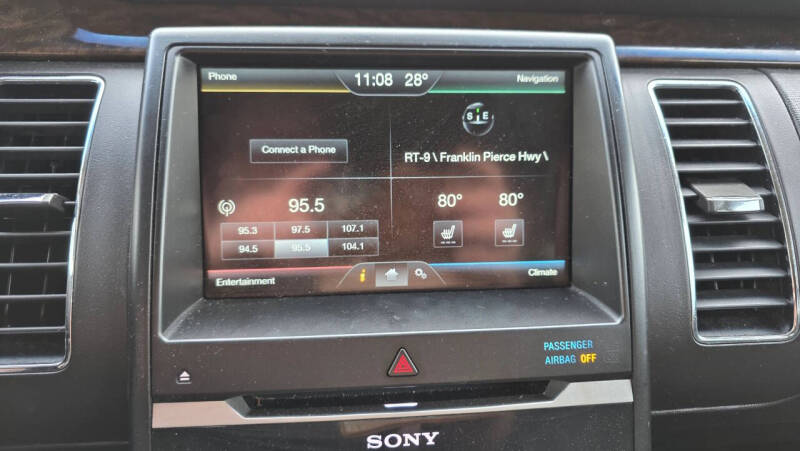 Phone
11:08 28°
Navigation
S E
Connect a Phone
RT-9 \ Franklin Pierce Hwy \
95.5
80° 80°
95.3 97.5 107.1
94.5 95.5 104.1
Entertainment
i
Climate
PASSENGER
AIRBAG OFF
SONY